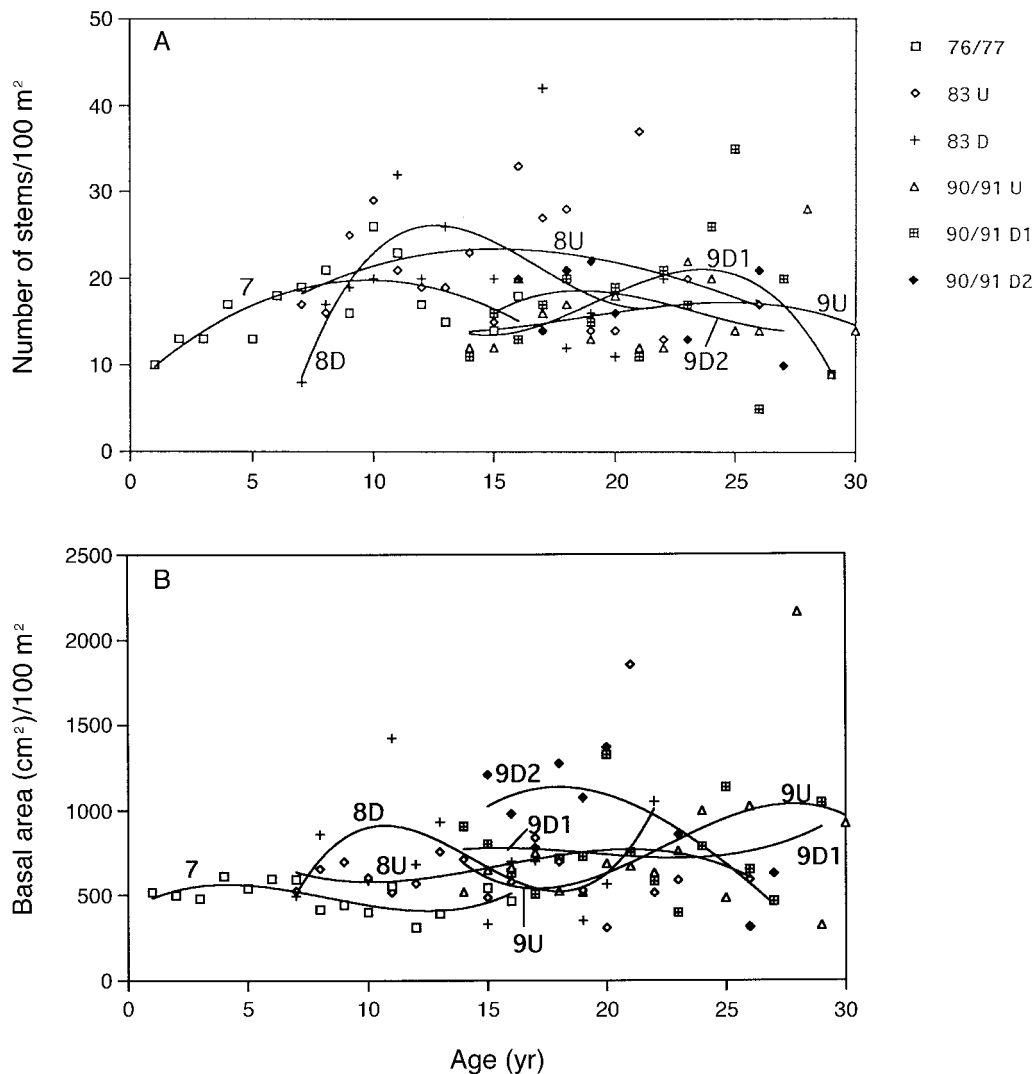 A
Number of stems/100 m²
50
40
30
20
10
0
0 5 10 15 20 25 30
7
8D
8U
9D1
9U
9D2
76/77
83 U
83 D
90/91 U
90/91 D1
90/91 D2
B
Basal area (cm²)/100 m²
2500
2000
1500
1000
500
0
0 5 10 15 20 25 30
7
8D
8U
9D2
9D1
9U
9U
9D1
Age (yr)